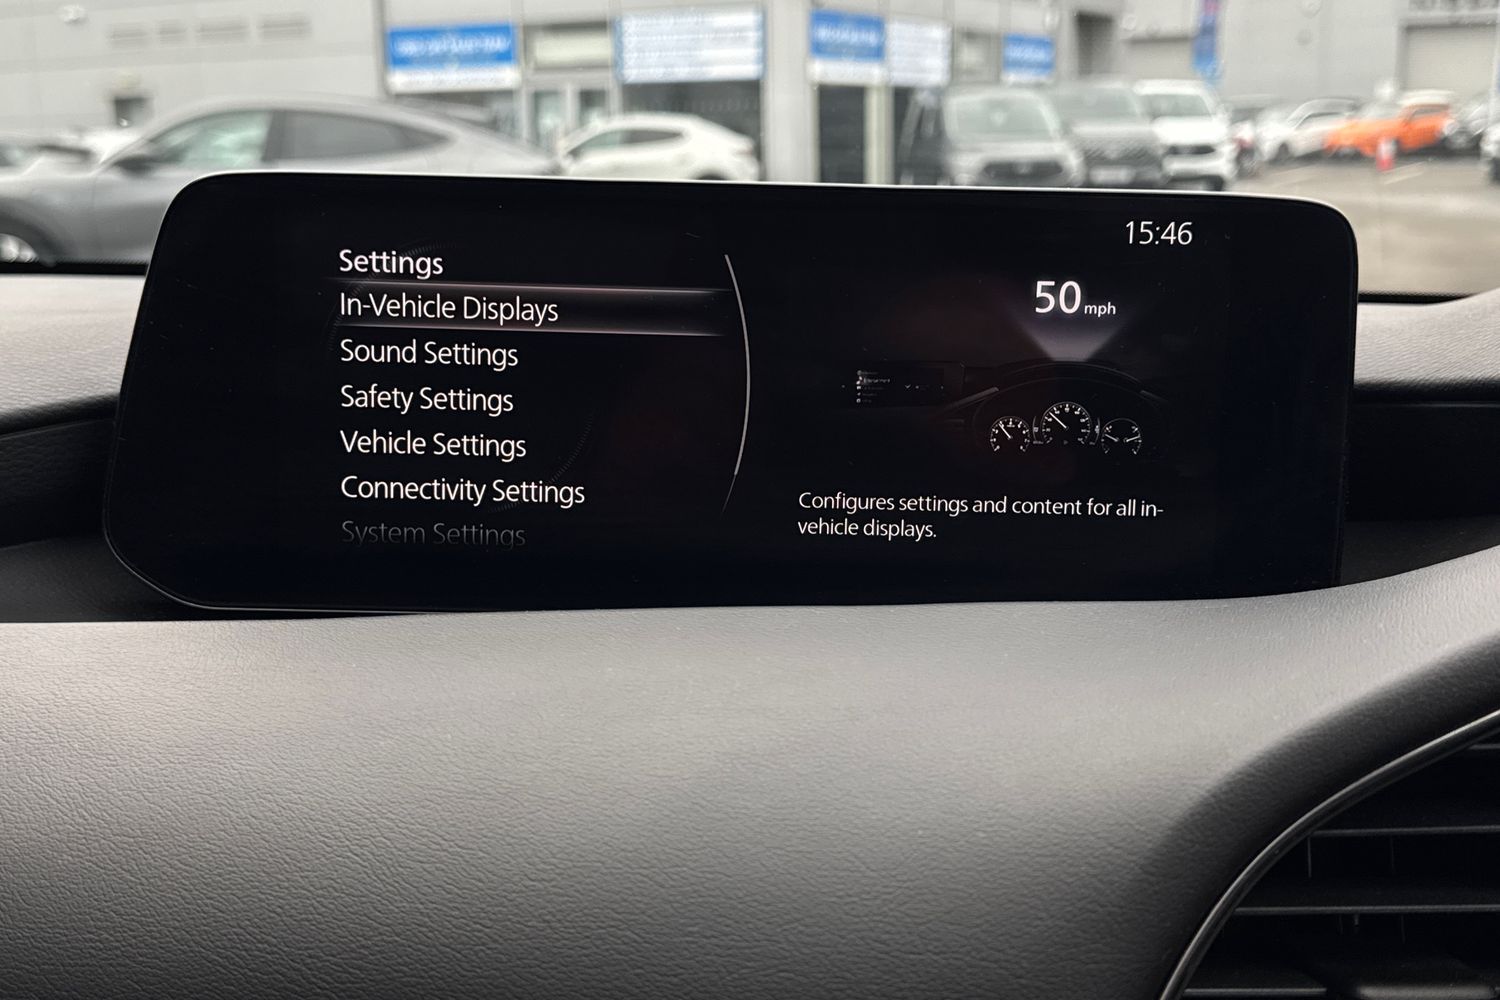 15:46
Settings
In-Vehicle Displays
Sound Settings
Safety Settings
Vehicle Settings
Connectivity Settings
System Settings
50 mph
Configures settings and content for all in-
vehicle displays.